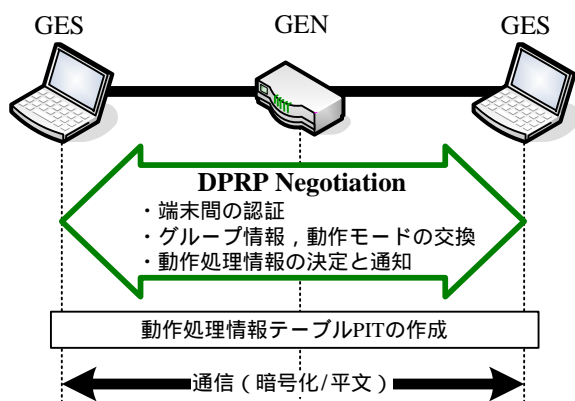 GES GEN GES
DPRP Negotiation
・端末間の認証
・グループ情報，動作モードの交換
・動作処理情報の決定と通知
動作処理情報テーブルPITの作成
通信（暗号化/平文）